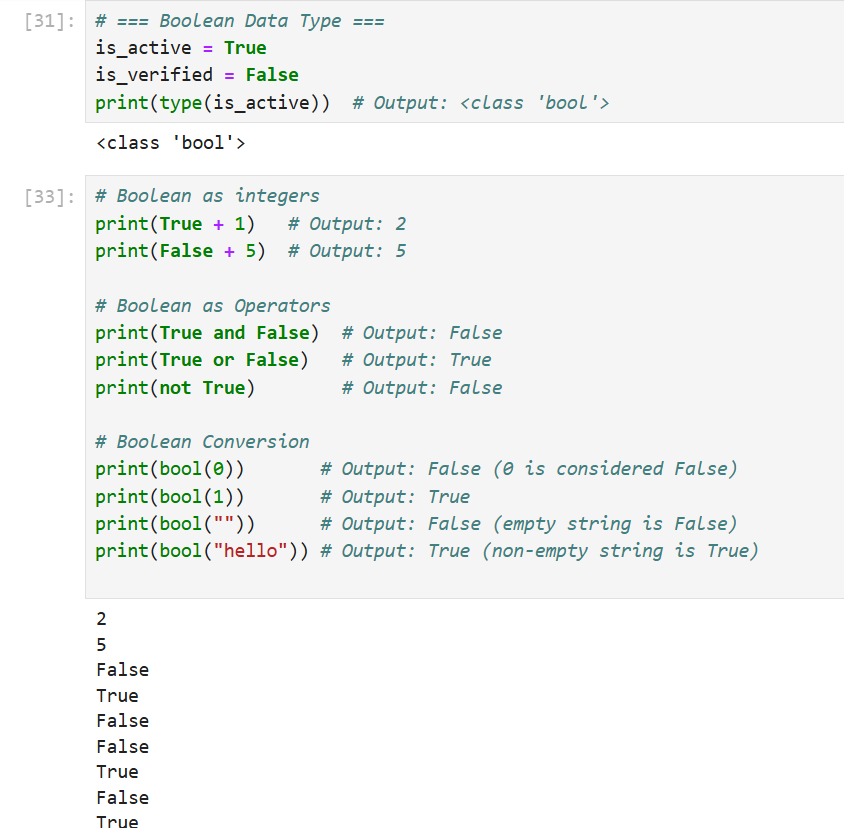 [31]: # === Boolean Data Type ===
is_active = True
is_verified = False
print(type(is_active))  # Output: <class 'bool'>
<class 'bool'>
[33]: # Boolean as integers
print(True + 1)   # Output: 2
print(False + 5)  # Output: 5
# Boolean as Operators
print(True and False)  # Output: False
print(True or False)   # Output: True
print(not True)        # Output: False
# Boolean Conversion
print(bool(0))       # Output: False (0 is considered False)
print(bool(1))       # Output: True
print(bool(""))      # Output: False (empty string is False)
print(bool("hello")) # Output: True (non-empty string is True)
2
5
False
True
False
False
True
False
True